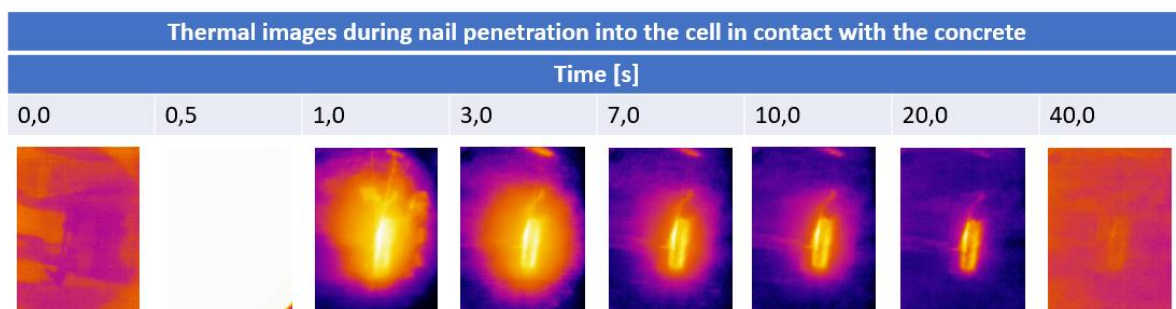 Thermal images during nail penetration into the cell in contact with the concrete
Time [s]
0,0 0,5 1,0 3,0 7,0 10,0 20,0 40,0